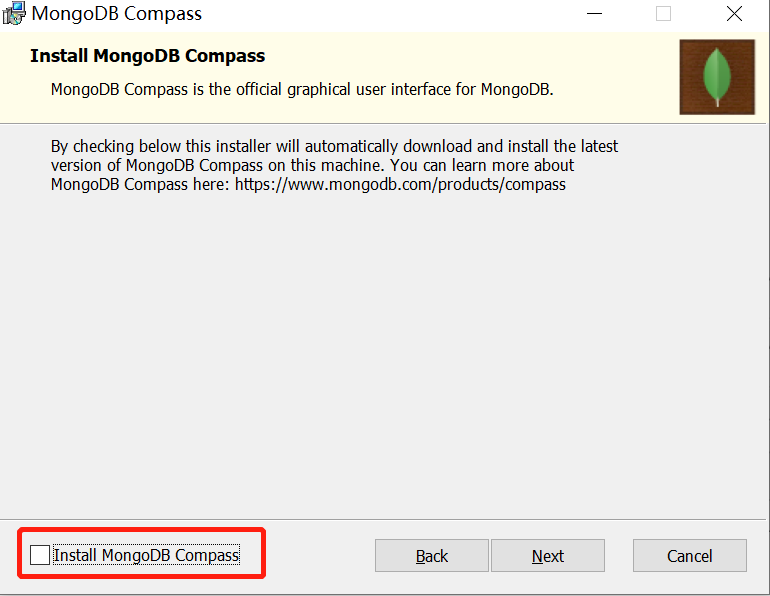 MongoDB Compass
Install MongoDB Compass
MongoDB Compass is the official graphical user interface for MongoDB.
By checking below this installer will automatically download and install the latest
version of MongoDB Compass on this machine. You can learn more about
MongoDB Compass here: https://www.mongodb.com/products/compass
Install MongoDB Compass
Back
Next
Cancel